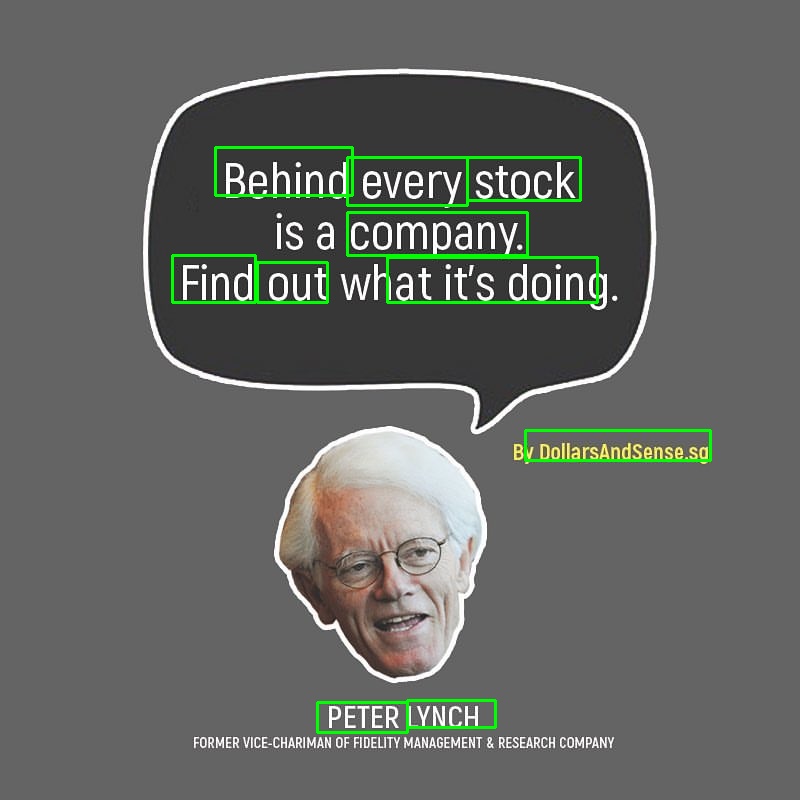 Behind every stock
is a company.
Find out what it's doing.
By DollarsAndSense.sg
PETER LYNCH
FORMER VICE-CHARIMAN OF FIDELITY MANAGEMENT & RESEARCH COMPANY